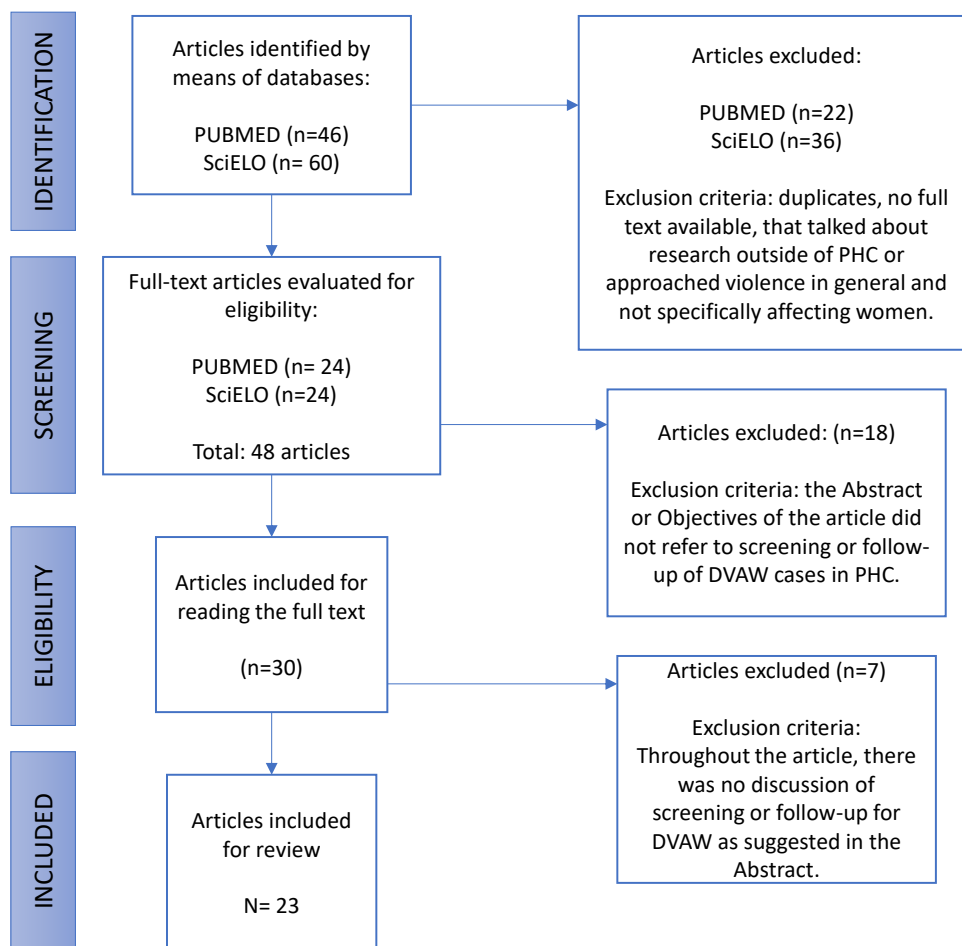 IDENTIFICATION
Articles identified by
means of databases:
PUBMED (n=46)
SciELO (n= 60)
Articles excluded:
PUBMED (n=22)
SciELO (n=36)
Exclusion criteria: duplicates, no full
text available, that talked about
research outside of PHC or
approached violence in general and
not specifically affecting women.
SCREENING
Full-text articles evaluated for
eligibility:
PUBMED (n= 24)
SciELO (n=24)
Total: 48 articles
Articles excluded: (n=18)
Exclusion criteria: the Abstract
or Objectives of the article did
not refer to screening or follow-
up of DVAW cases in PHC.
ELIGIBILITY
Articles included for
reading the full text
(n=30)
Articles excluded (n=7)
Exclusion criteria:
Throughout the article, there
was no discussion of
screening or follow-up for
DVAW as suggested in the
Abstract.
INCLUDED
Articles included
for review
N= 23